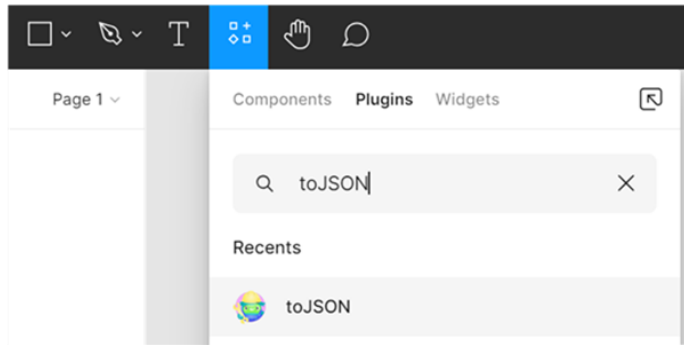 T
Page 1
Components Plugins Widgets
toJSON
Recents
toJSON